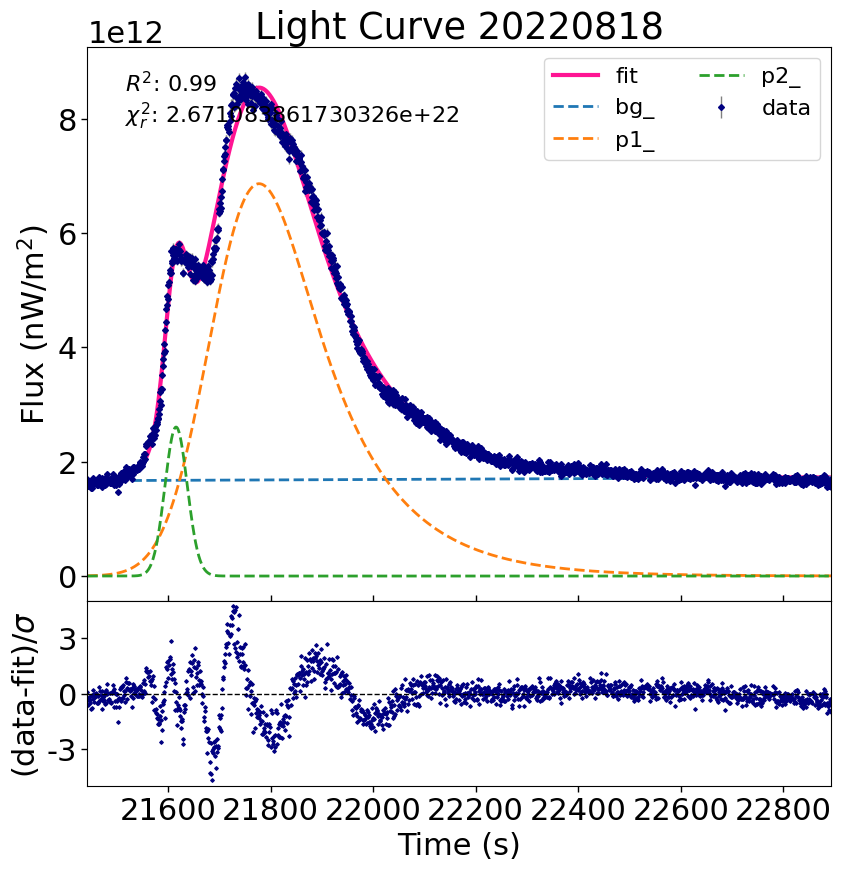 Light Curve 20220818
1e12
R²: 0.99
χ²ᵣ: 2.6710839861730326e+22
fit
bg_
p1_
p2_
data
Flux (nW/m²)
8
6
4
2
0
(data-fit)/σ
3
0
-3
21600 21800 22000 22200 22400 22600 22800
Time (s)